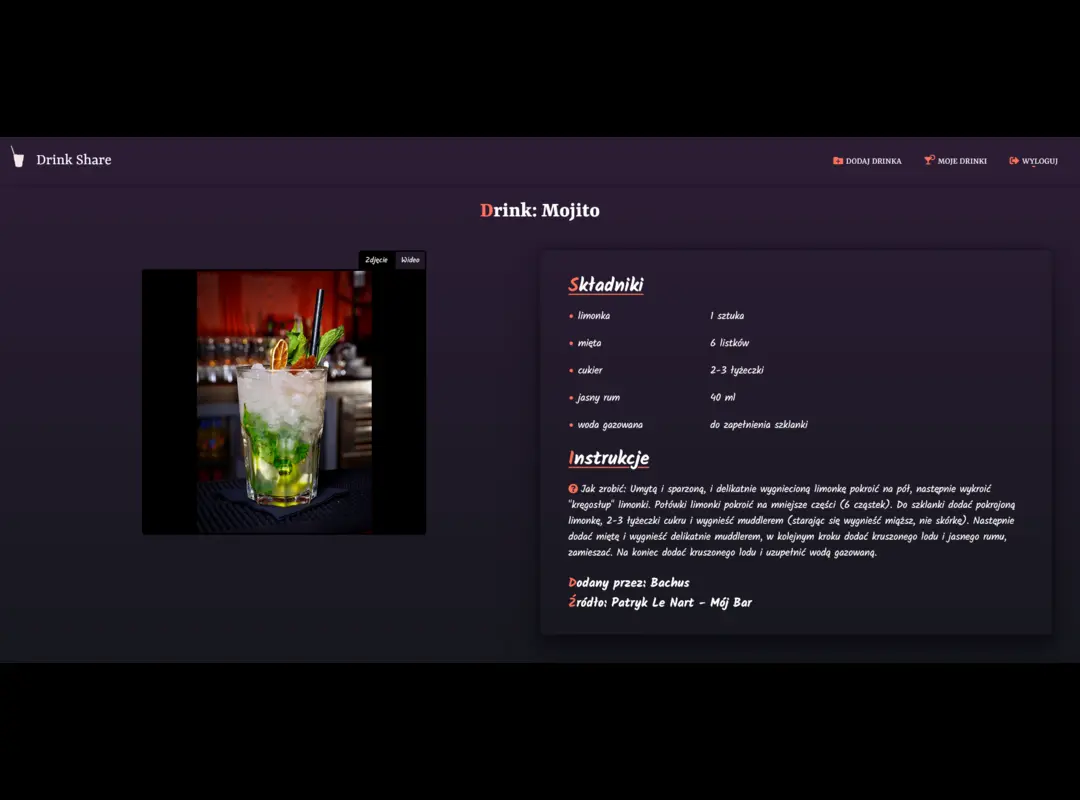 Drink Share
DODAJ DRINKA MOJE DRINKI WYLOGUJ
Drink: Mojito
Zdjęcie Wideo
Składniki
limonka 1 sztuka
mięta 6 listków
cukier 2-3 łyżeczki
jasny rum 40 ml
woda gazowana do zapełnienia szklanki
Instrukcje
Jak zrobić: Umytą i sparzoną, i delikatnie wygniecioną limonkę pokroić na pół, następnie wykroić
"kręgosłup" limonki. Połówki limonki pokroić na mniejsze części (6 cząstek). Do szklanki dodać pokrojoną
limonkę, 2-3 łyżeczki cukru i wygnieść muddlerem (starając się wygnieść miąższ, nie skórkę). Następnie
dodać miętę i wygnieść delikatnie muddlerem, w kolejnym kroku dodać kruszonego lodu i jasnego rumu,
zamieszać. Na koniec dodać kruszonego lodu i uzupełnić wodą gazowaną.
Dodany przez: Bachus
Źródło: Patryk Le Nart - Mój Bar